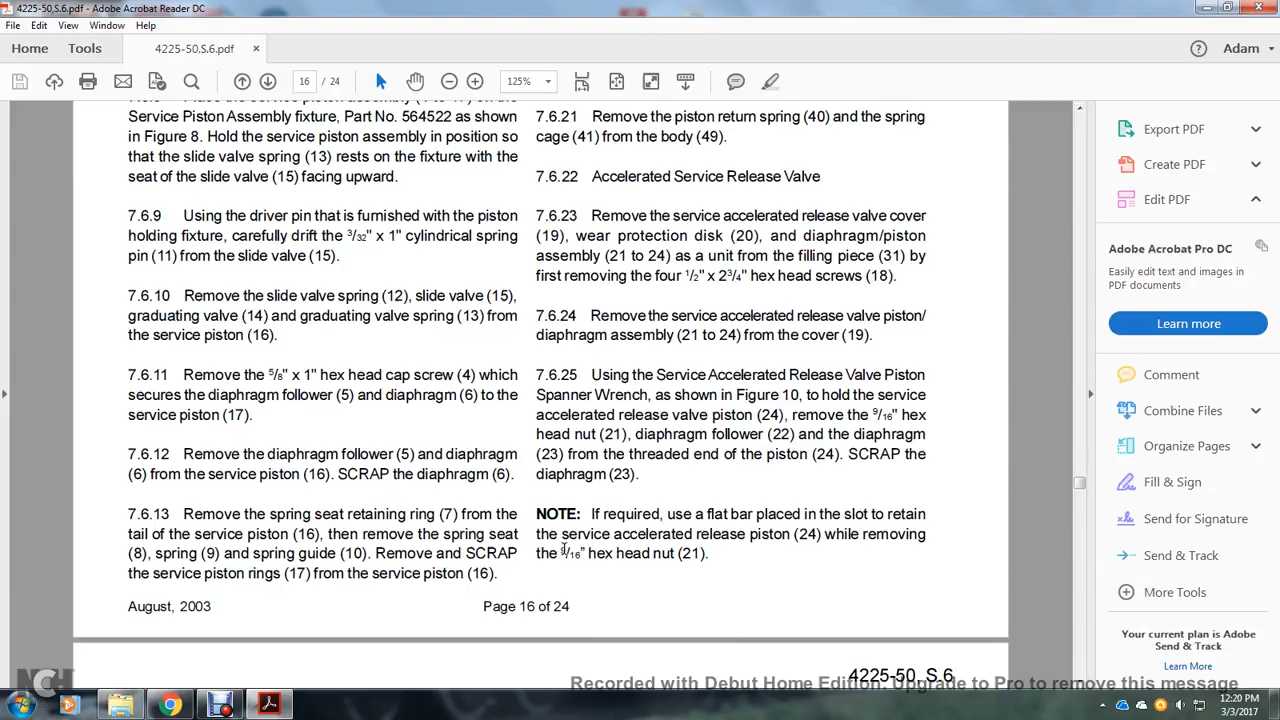 4225-50,S.6.pdf - Adobe Acrobat Reader DC
File Edit View Window Help
Home Tools 4225-50,S.6.pdf × Adam
16 / 24 125%
Service Piston Assembly fixture, Part No. 564522 as shown
in Figure 8. Hold the service piston assembly in position so
that the slide valve spring (13) rests on the fixture with the
seat of the slide valve (15) facing upward.
7.6.9 Using the driver pin that is furnished with the piston
holding fixture, carefully drift the 3/32" x 1" cylindrical spring
pin (11) from the slide valve (15).
7.6.10 Remove the slide valve spring (12), slide valve (15),
graduating valve (14) and graduating valve spring (13) from
the service piston (16).
7.6.11 Remove the 5/8" x 1" hex head cap screw (4) which
secures the diaphragm follower (5) and diaphragm (6) to the
service piston (17).
7.6.12 Remove the diaphragm follower (5) and diaphragm
(6) from the service piston (16). SCRAP the diaphragm (6).
7.6.13 Remove the spring seat retaining ring (7) from the
tail of the service piston (16), then remove the spring seat
(8), spring (9) and spring guide (10). Remove and SCRAP
the service piston rings (17) from the service piston (16).
7.6.21 Remove the piston return spring (40) and the spring
cage (41) from the body (49).
7.6.22 Accelerated Service Release Valve
7.6.23 Remove the service accelerated release valve cover
(19), wear protection disk (20), and diaphragm/piston
assembly (21 to 24) as a unit from the filling piece (31) by
first removing the four 1/2" x 2 3/4" hex head screws (18).
7.6.24 Remove the service accelerated release valve piston/
diaphragm assembly (21 to 24) from the cover (19).
7.6.25 Using the Service Accelerated Release Valve Piston
Spanner Wrench, as shown in Figure 10, to hold the service
accelerated release valve piston (24), remove the 9/16" hex
head nut (21), diaphragm follower (22) and the diaphragm
(23) from the threaded end of the piston (24). SCRAP the
diaphragm (23).
NOTE: If required, use a flat bar placed in the slot to retain
the service accelerated release piston (24) while removing
the 9/16" hex head nut (21).
August, 2003 Page 16 of 24
4225-50, S.6
Export PDF
Create PDF
Edit PDF
Adobe Acrobat Pro DC
Easily edit text and images in
PDF documents
Learn more
Comment
Combine Files
Organize Pages
Fill & Sign
Send for Signature
Send & Track
More Tools
Your current plan is Adobe
Send & Track
Learn More
NCH
Recorded with Debut Home Edition. Upgrade to Pro to remove this message
12:20 PM
3/3/2017